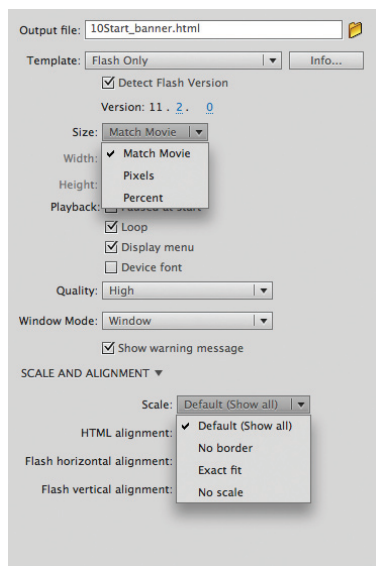 Output file: 10Start_banner.html
Template: Flash Only Info...
Detect Flash Version
Version: 11 . 2 . 0
Size: Match Movie
Width: Match Movie
Pixels
Height:
Percent
Playback: Paused at start
Loop
Display menu
Device font
Quality: High
Window Mode: Window
Show warning message
SCALE AND ALIGNMENT
Scale: Default (Show all)
HTML alignment: Default (Show all)
No border
Flash horizontal alignment: Exact fit
Flash vertical alignment: No scale